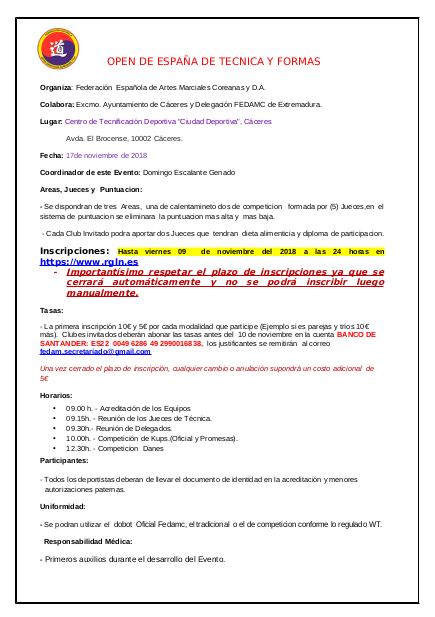 道
OPEN DE ESPAÑA DE TECNICA Y FORMAS
Organiza: Federación Española de Artes Marciales Coreanas y D.A.
Colabora: Excmo. Ayuntamiento de Cáceres y Delegación FEDAMC de Extremadura.
Lugar: Centro de Tecnificación Deportiva "Ciudad Deportiva", Cáceres
Avda. El Brocense, 10002 Cáceres.
Fecha: 17de noviembre de 2018
Coordinador de este Evento: Domingo Escalante Genado
Areas, Jueces y Puntuacion:
- Se dispondran de tres Areas, una de calentamineto dos de competicion formada por (5) Jueces,en el
sistema de puntuacion se eliminara la puntuacion mas alta y mas baja.
- Cada Club Invitado podra aportar dos Jueces que tendran dieta alimenticia y diploma de participacion.
Inscripciones: Hasta viernes 09 de noviembre del 2018 a las 24 horas en
https://www.rgln.es
- Importantísimo respetar el plazo de inscripciones ya que se
cerrará automáticamente y no se podrá inscribir luego
manualmente.
Tasas:
- La primera inscripción 10€ y 5€ por cada modalidad que participe (Ejemplo si es parejas y tríos 10€
más). Clubes invitados deberán abonar las tasas antes del 10 de noviembre en la cuenta BANCO DE
SANTANDER: ES22 0049 6286 49 2990016838, los justificantes se remitirán al correo
fedam.secretariado@gmail.com
Una vez cerrado el plazo de inscripción, cualquier cambio o anulación supondrá un costo adicional de
5€
Horarios:
• 09.00 h. - Acreditación de los Equipos
• 09.15h. - Reunión de los Jueces de Técnica.
• 09.30h.- Reunión de Delegados.
• 10.00h. - Competición de Kups.(Oficial y Promesas).
• 12.30h. - Competicion Danes
Participantes:
- Todos los deportistas deberan de llevar el documento de identidad en la acreditación y menores
autorizaciones paternas.
Uniformidad:
- Se podran utilizar el dobot Oficial Fedamc, el tradicional o el de competicion conforme lo regulado WT.
Responsabilidad Médica:
- Primeros auxilios durante el desarrollo del Evento.